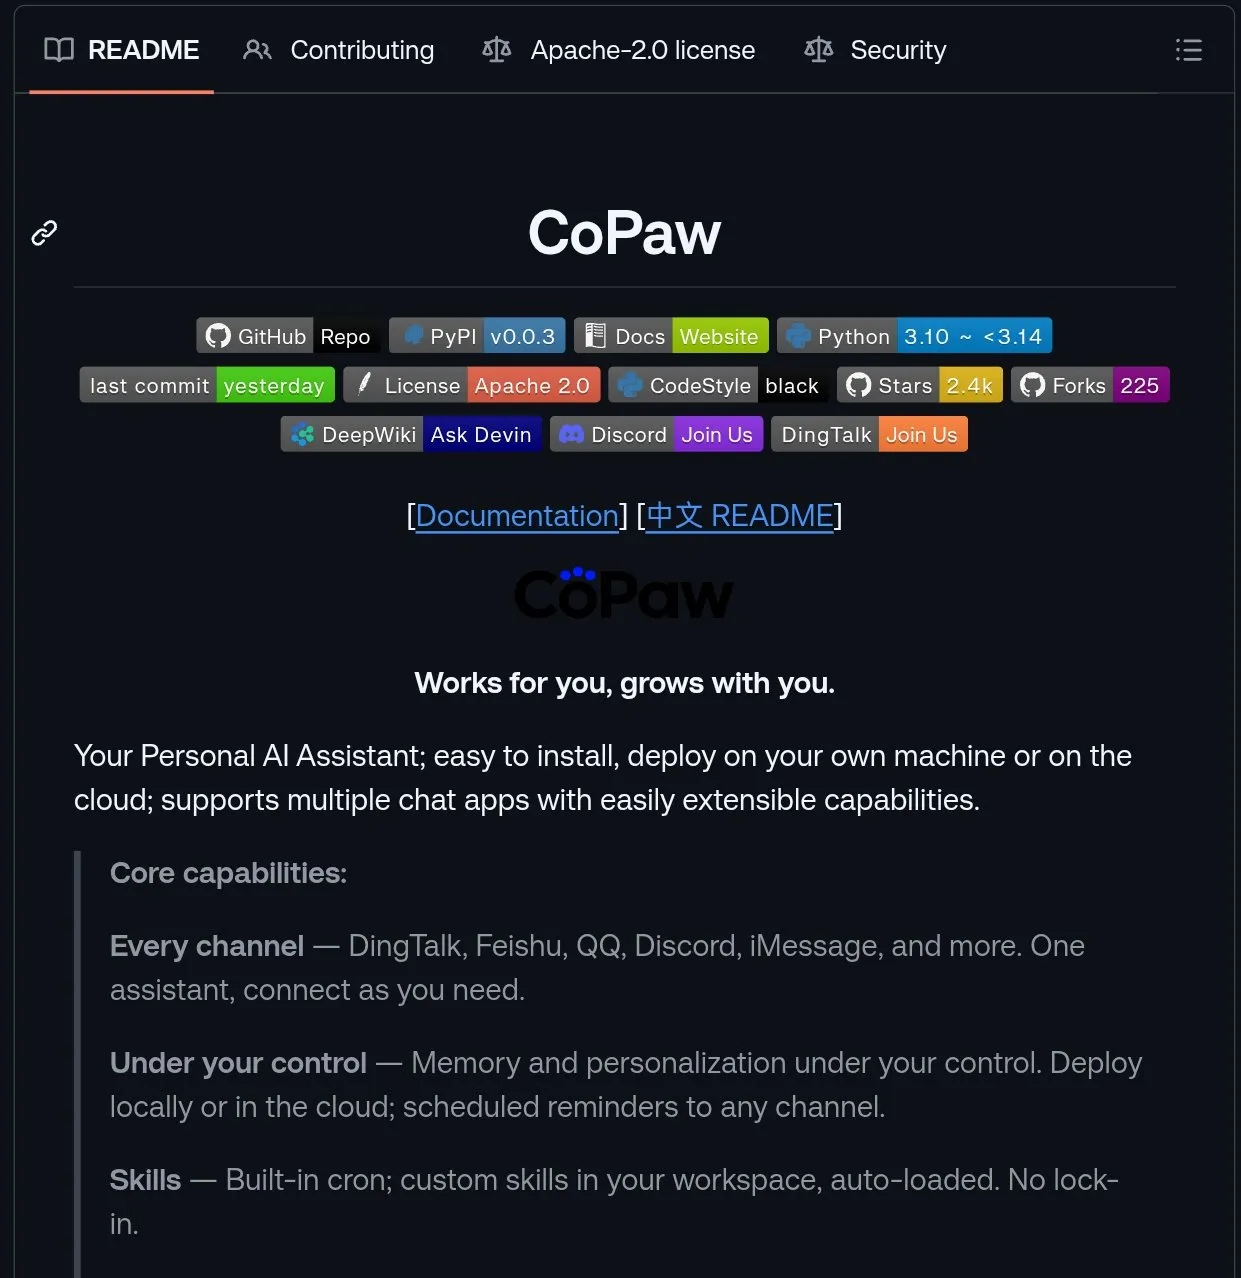 README Contributing Apache-2.0 license Security
CoPaw
GitHub Repo PyPI v0.0.3 Docs Website Python 3.10 ~ <3.14
last commit yesterday License Apache 2.0 CodeStyle black Stars 2.4k Forks 225
DeepWiki Ask Devin Discord Join Us DingTalk Join Us
[Documentation] [中文 README]
CoPaw
Works for you, grows with you.
Your Personal AI Assistant; easy to install, deploy on your own machine or on the
cloud; supports multiple chat apps with easily extensible capabilities.
Core capabilities:
Every channel — DingTalk, Feishu, QQ, Discord, iMessage, and more. One
assistant, connect as you need.
Under your control — Memory and personalization under your control. Deploy
locally or in the cloud; scheduled reminders to any channel.
Skills — Built-in cron; custom skills in your workspace, auto-loaded. No lock-
in.